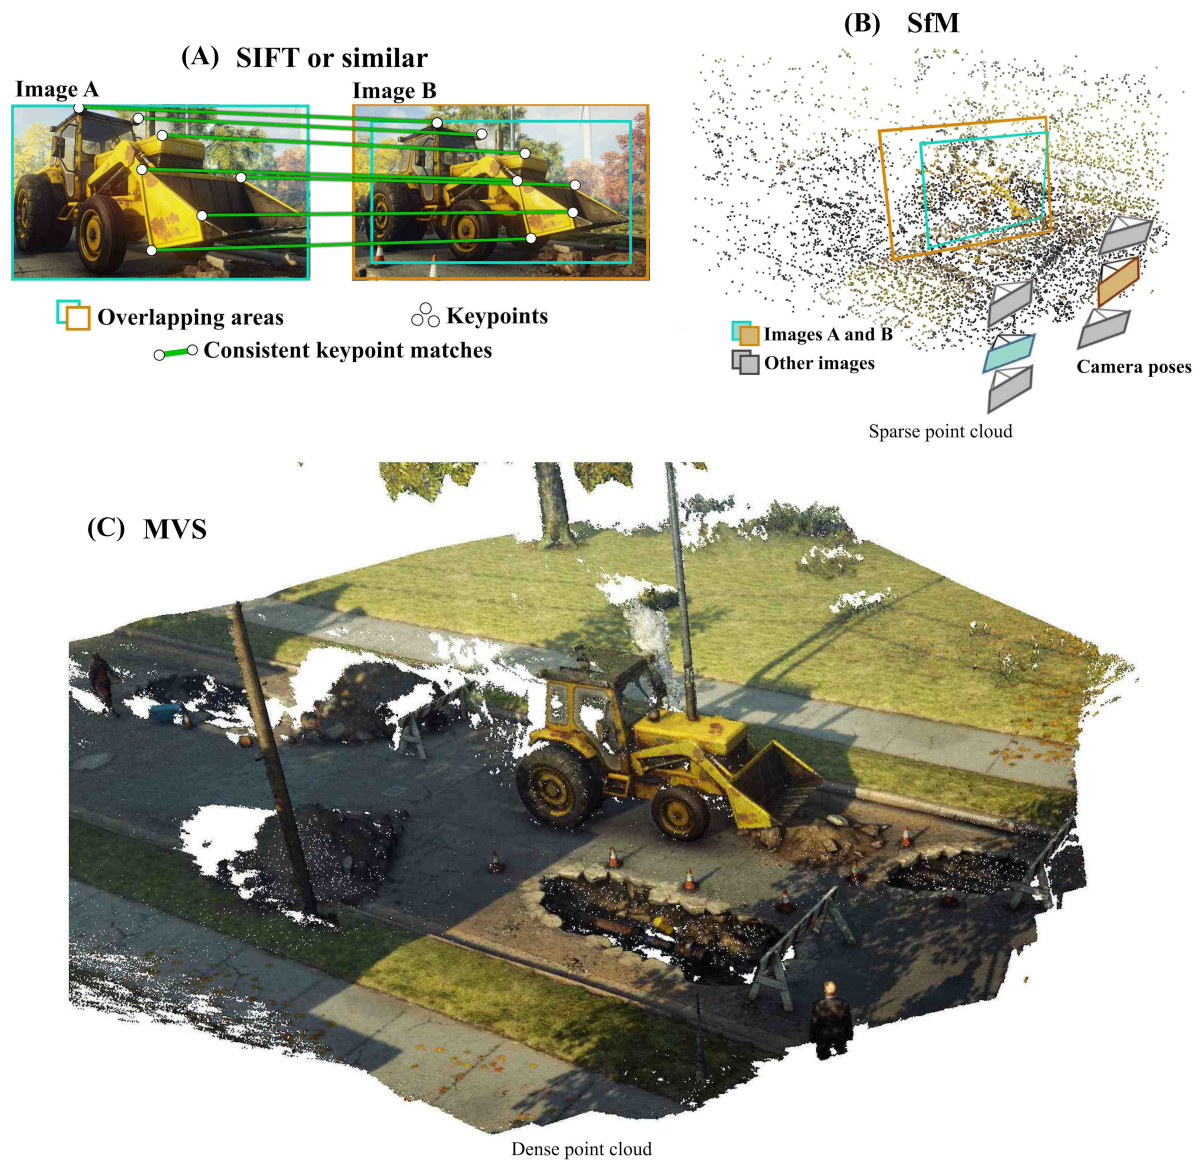 (A) SIFT or similar
Image A
Image B
Overlapping areas
Keypoints
Consistent keypoint matches
(B) SfM
Images A and B
Other images
Camera poses
Sparse point cloud
(C) MVS
Dense point cloud